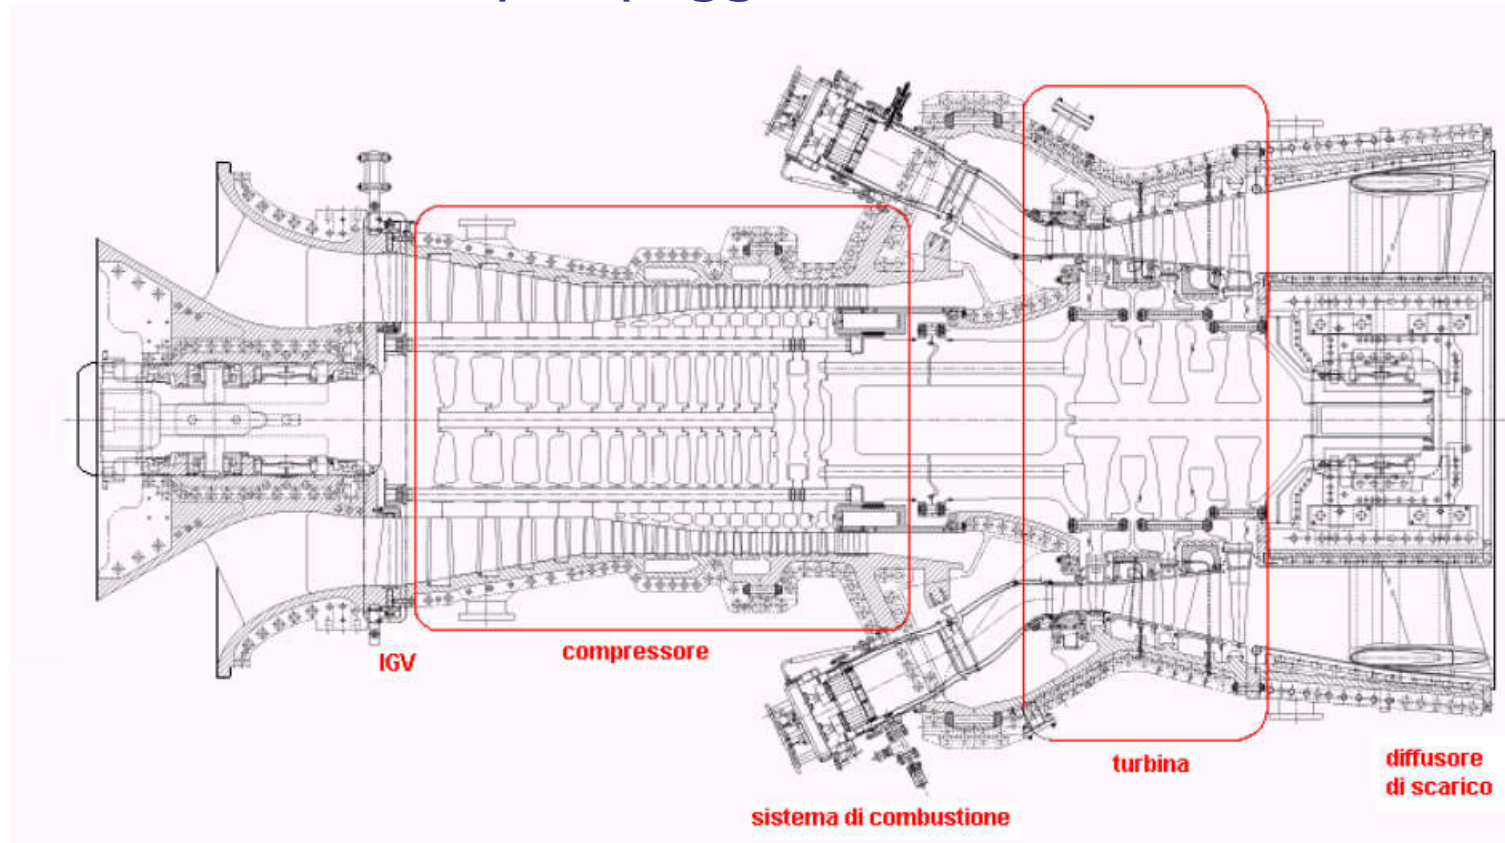 IGV
compressore
turbina
diffusore
di scarico
sistema di combustione